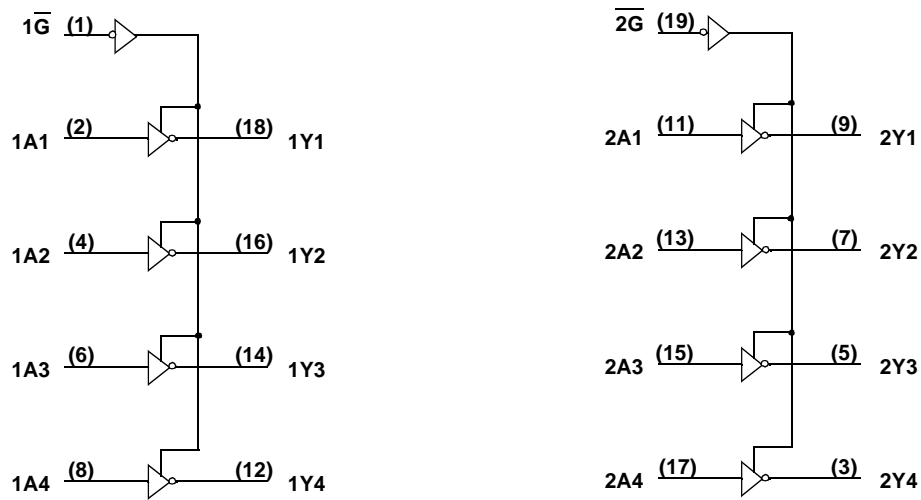 1G̅ (1)
1A1 (2) (18) 1Y1
1A2 (4) (16) 1Y2
1A3 (6) (14) 1Y3
1A4 (8) (12) 1Y4
2̅G̅ (19)
2A1 (11) (9) 2Y1
2A2 (13) (7) 2Y2
2A3 (15) (5) 2Y3
2A4 (17) (3) 2Y4